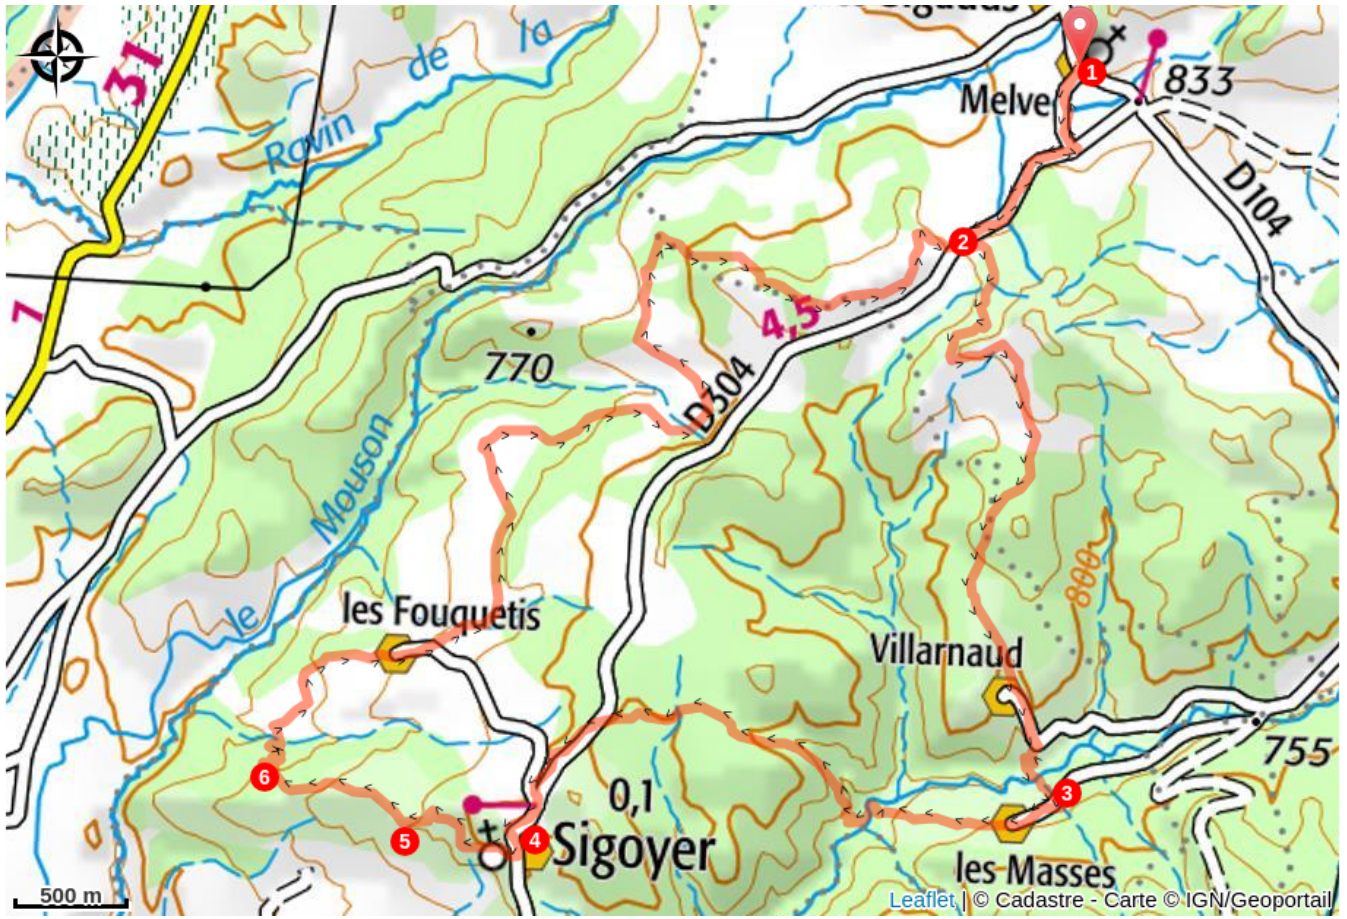 31
de
la
Ravin
1
833
Melve
D104
2
7
4,5
770
D304
Mouson
800
le
les Fouquetis
Villarnaud
755
6
3
0,1
5
4
Sigoyer
les Masses
500 m
Leaflet | © Cadastre - Carte © IGN/Geoportail